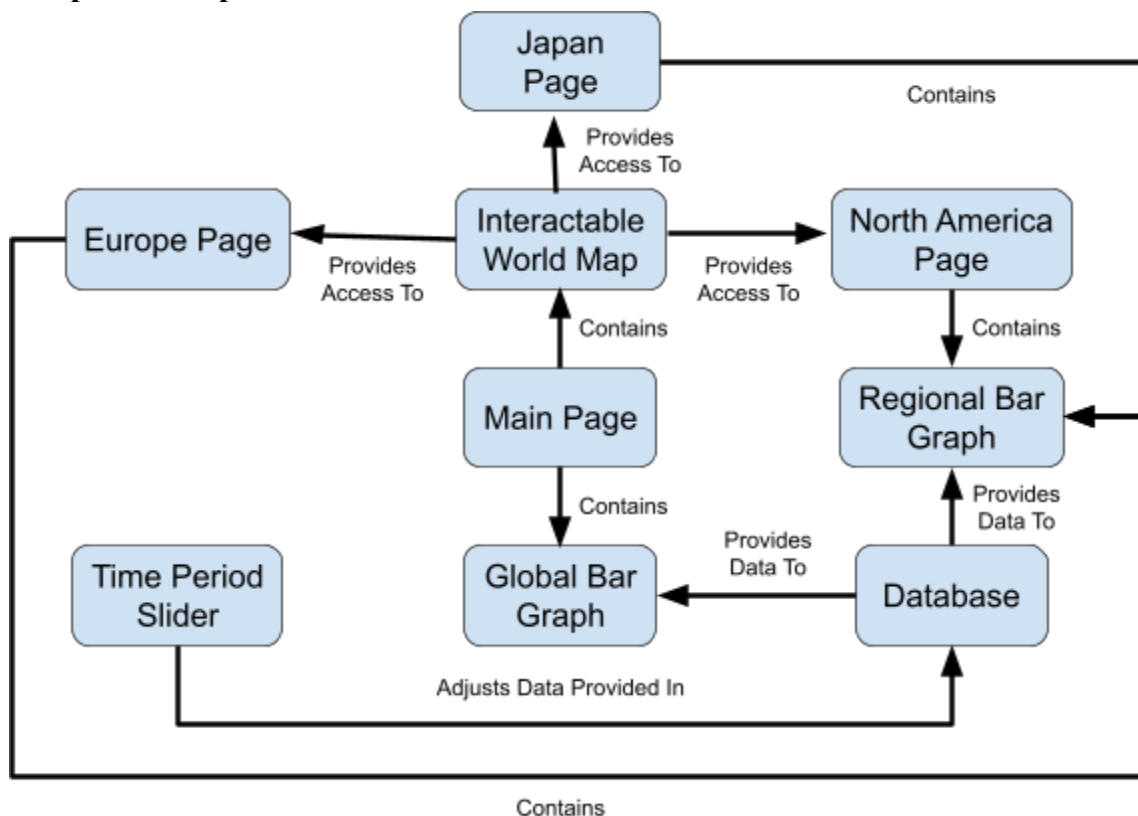 Japan
Page
Contains
Provides
Access To
Europe Page
Interactable
World Map
North America
Page
Provides
Access To
Provides
Access To
Contains
Contains
Main Page
Regional Bar
Graph
Contains
Provides
Data To
Time Period
Slider
Global Bar
Graph
Provides
Data To
Database
Adjusts Data Provided In
Contains